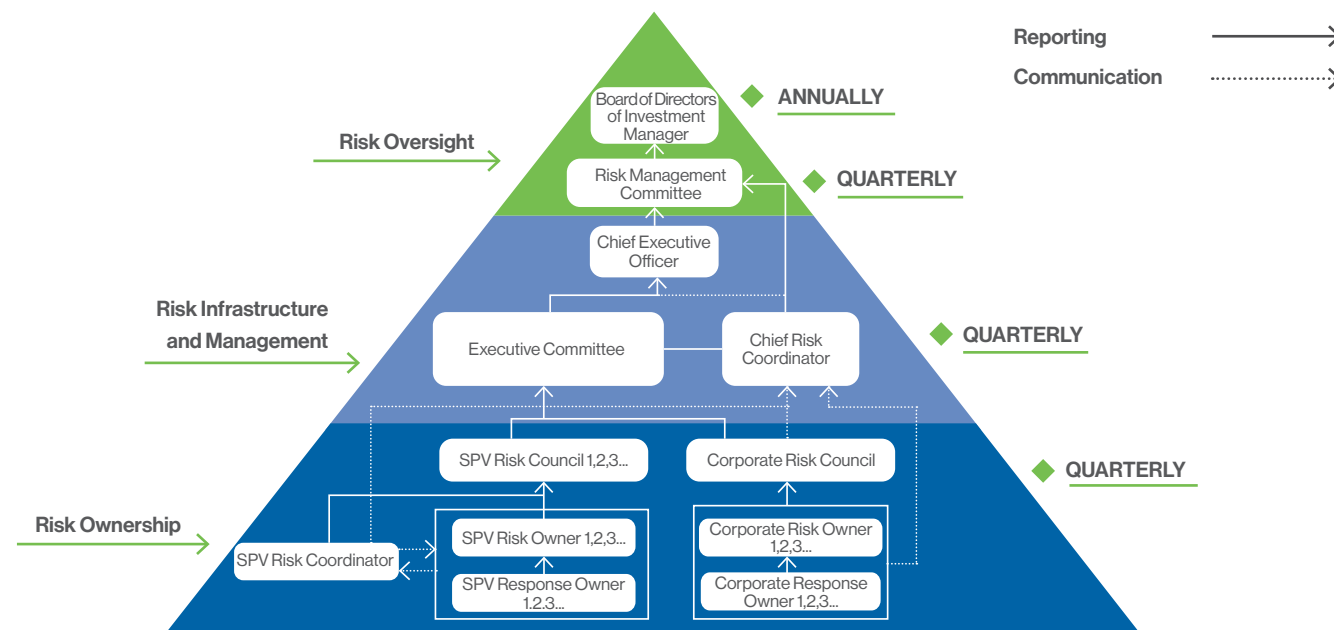 Reporting
Communication
Board of Directors
of Investment
Manager
ANNUALLY
Risk Oversight
Risk Management
Committee
QUARTERLY
Chief Executive
Officer
Risk Infrastructure
and Management
Executive Committee
Chief Risk
Coordinator
QUARTERLY
SPV Risk Council 1,2,3...
Corporate Risk Council
QUARTERLY
Risk Ownership
SPV Risk Coordinator
SPV Risk Owner 1,2,3...
SPV Response Owner
1.2.3...
Corporate Risk Owner
1,2,3...
Corporate Response
Owner 1,2,3...